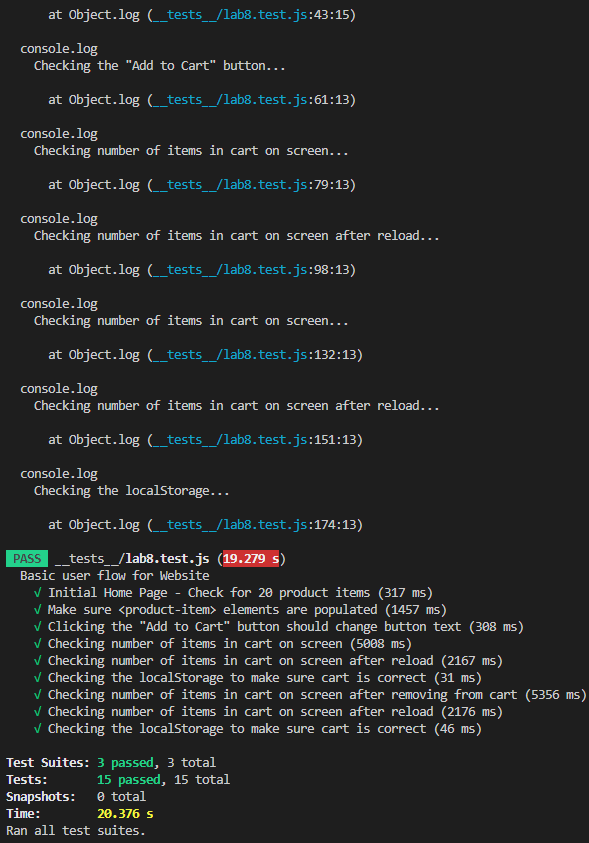 at Object.log (__tests__/lab8.test.js:43:15)
console.log
Checking the "Add to Cart" button...
at Object.log (__tests__/lab8.test.js:61:13)
console.log
Checking number of items in cart on screen...
at Object.log (__tests__/lab8.test.js:79:13)
console.log
Checking number of items in cart on screen after reload...
at Object.log (__tests__/lab8.test.js:98:13)
console.log
Checking number of items in cart on screen...
at Object.log (__tests__/lab8.test.js:132:13)
console.log
Checking number of items in cart on screen after reload...
at Object.log (__tests__/lab8.test.js:151:13)
console.log
Checking the localStorage...
at Object.log (__tests__/lab8.test.js:174:13)
PASS __tests__/lab8.test.js (19.279 s)
Basic user flow for Website
√ Initial Home Page - Check for 20 product items (317 ms)
√ Make sure <product-item> elements are populated (1457 ms)
√ Clicking the "Add to Cart" button should change button text (308 ms)
√ Checking number of items in cart on screen (5008 ms)
√ Checking number of items in cart on screen after reload (2167 ms)
√ Checking the localStorage to make sure cart is correct (31 ms)
√ Checking number of items in cart on screen after removing from cart (5356 ms)
√ Checking number of items in cart on screen after reload (2176 ms)
√ Checking the localStorage to make sure cart is correct (46 ms)
Test Suites: 3 passed, 3 total
Tests: 15 passed, 15 total
Snapshots: 0 total
Time: 20.376 s
Ran all test suites.